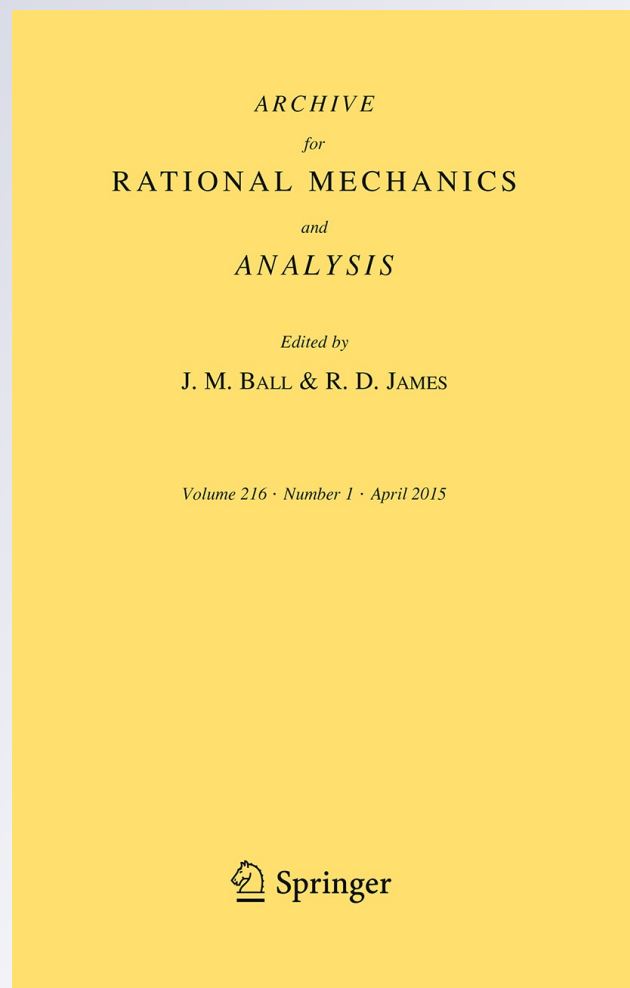 ARCHIVE
for
RATIONAL MECHANICS
and
ANALYSIS
Edited by
J. M. BALL & R. D. JAMES
Volume 216 · Number 1 · April 2015
Springer